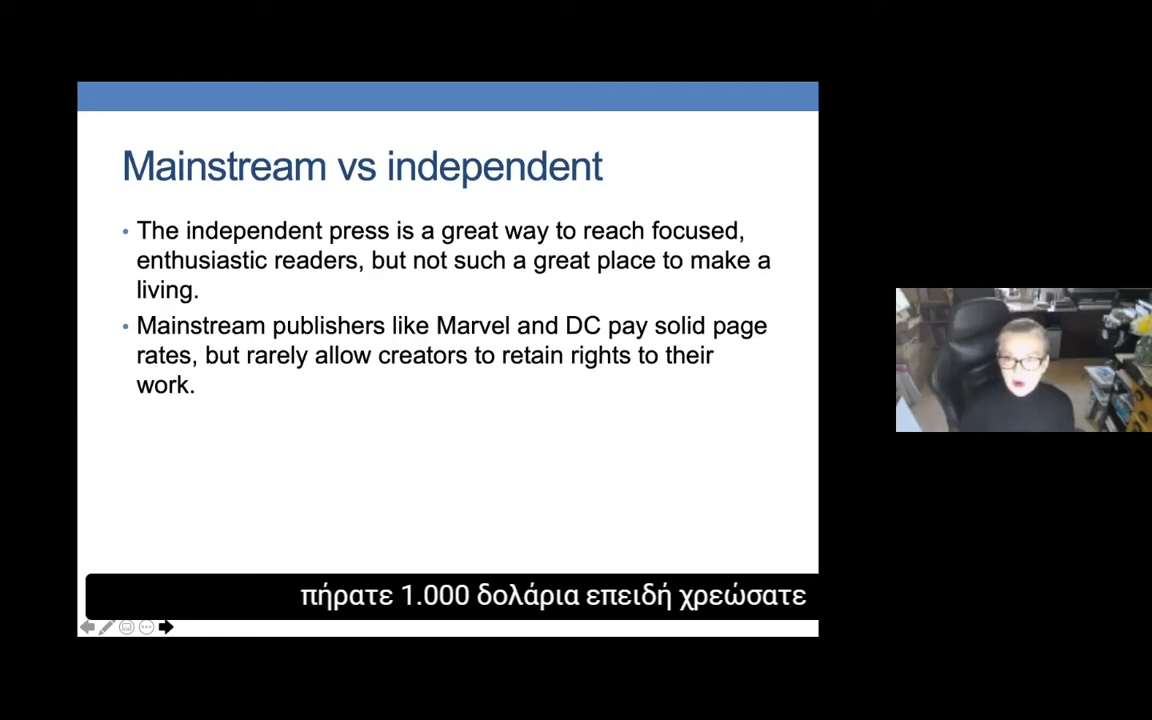 Mainstream vs independent
• The independent press is a great way to reach focused,
enthusiastic readers, but not such a great place to make a
living.
• Mainstream publishers like Marvel and DC pay solid page
rates, but rarely allow creators to retain rights to their
work.
πήρατε 1.000 δολάρια επειδή χρεώσατε